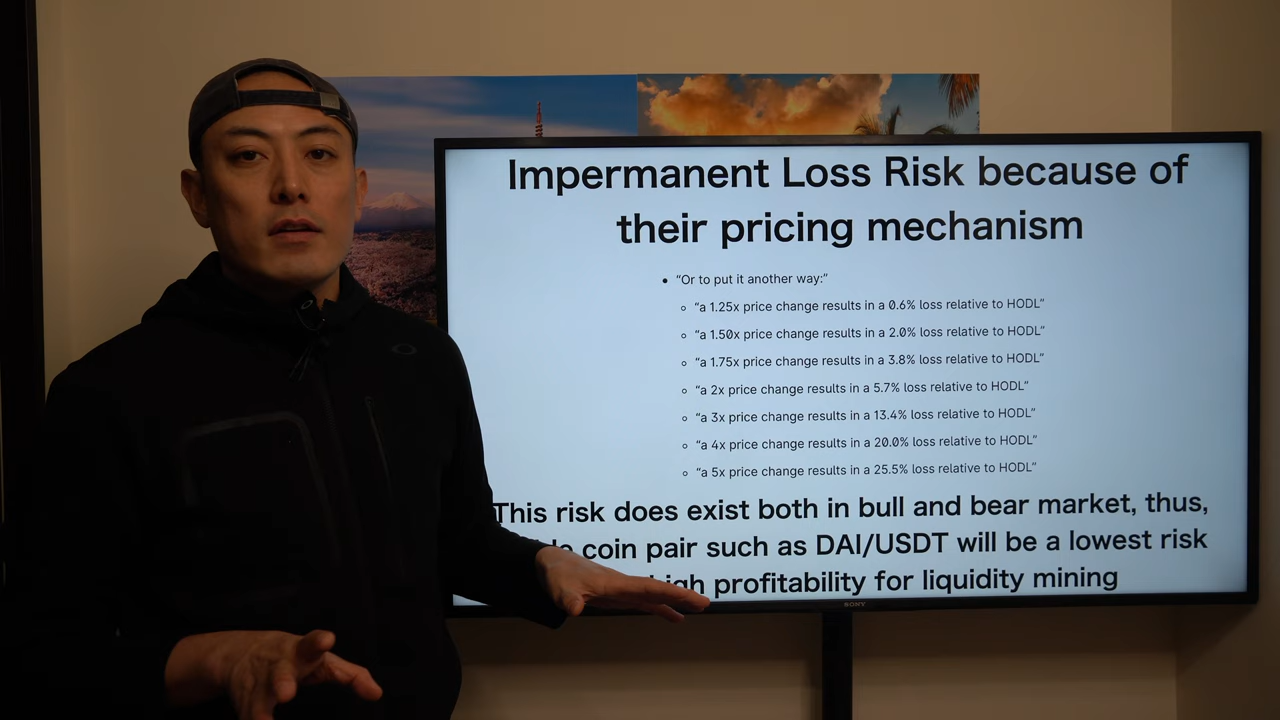 Impermanent Loss Risk because of
their pricing mechanism
• “Or to put it another way:”
◦ “a 1.25x price change results in a 0.6% loss relative to HODL”
◦ “a 1.50x price change results in a 2.0% loss relative to HODL”
◦ “a 1.75x price change results in a 3.8% loss relative to HODL”
◦ “a 2x price change results in a 5.7% loss relative to HODL”
◦ “a 3x price change results in a 13.4% loss relative to HODL”
◦ “a 4x price change results in a 20.0% loss relative to HODL”
◦ “a 5x price change results in a 25.5% loss relative to HODL”
This risk does exist both in bull and bear market, thus,
coin pair such as DAI/USDT will be a lowest risk
profitability for liquidity mining
SONY